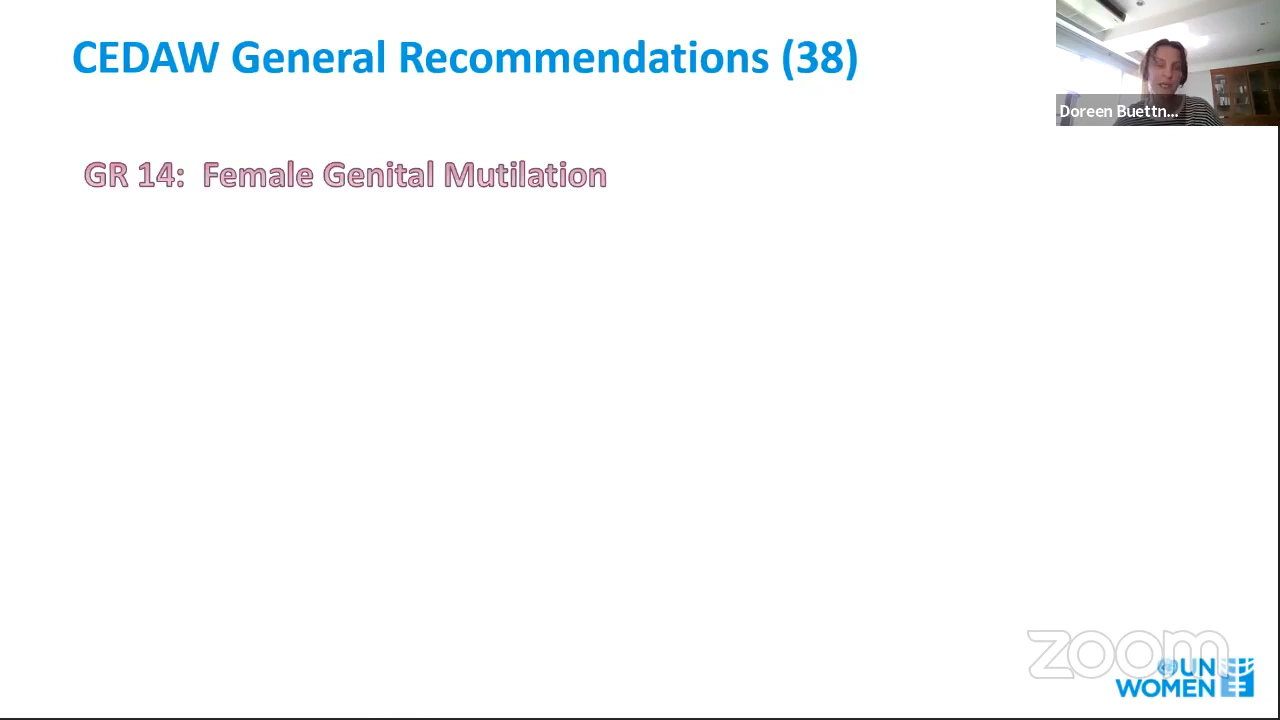 CEDAW General Recommendations (38)
Doreen Buettn...
GR 14: Female Genital Mutilation
zoom
UN
WOMEN